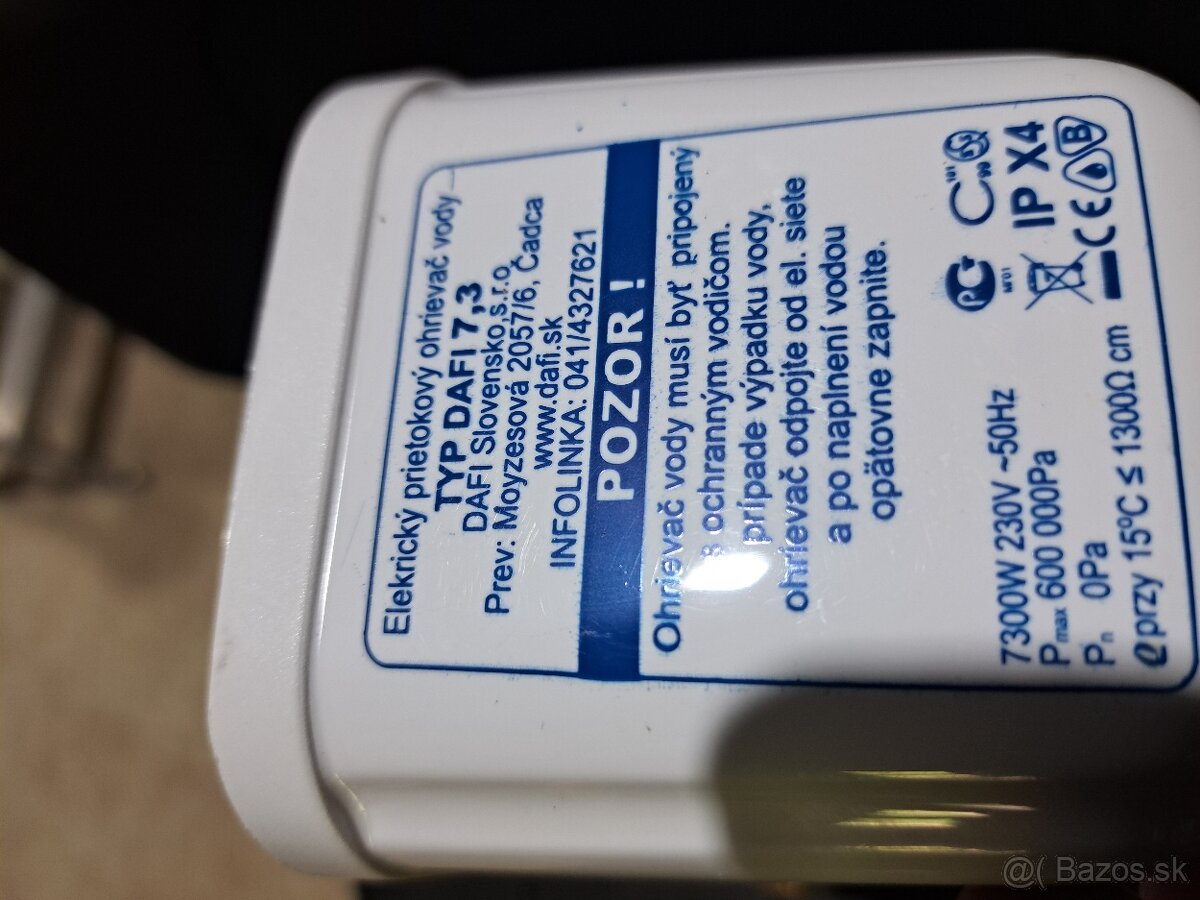 Elekrický prietokový ohrievač vody
TYP DAFI 7,3
DAFI Slovensko,s.r.o.
Prev: Moyzesová 2057/6, Čadca
www.dafi.sk
INFOLINKA: 041/4327621
POZOR !
Ohrievač vody musí byť pripojený
s ochranným vodičom.
prípade výpadku vody,
ohrievač odpojte od el. siete
a po naplnení vodou
opätovne zapnite.
7300W 230V ~50Hz
Pmax 600 000Pa
Pn 0Pa
ϱ przy 15ºC ≤ 1300Ω cm
IP X4
B
CE
@( Bazos.sk